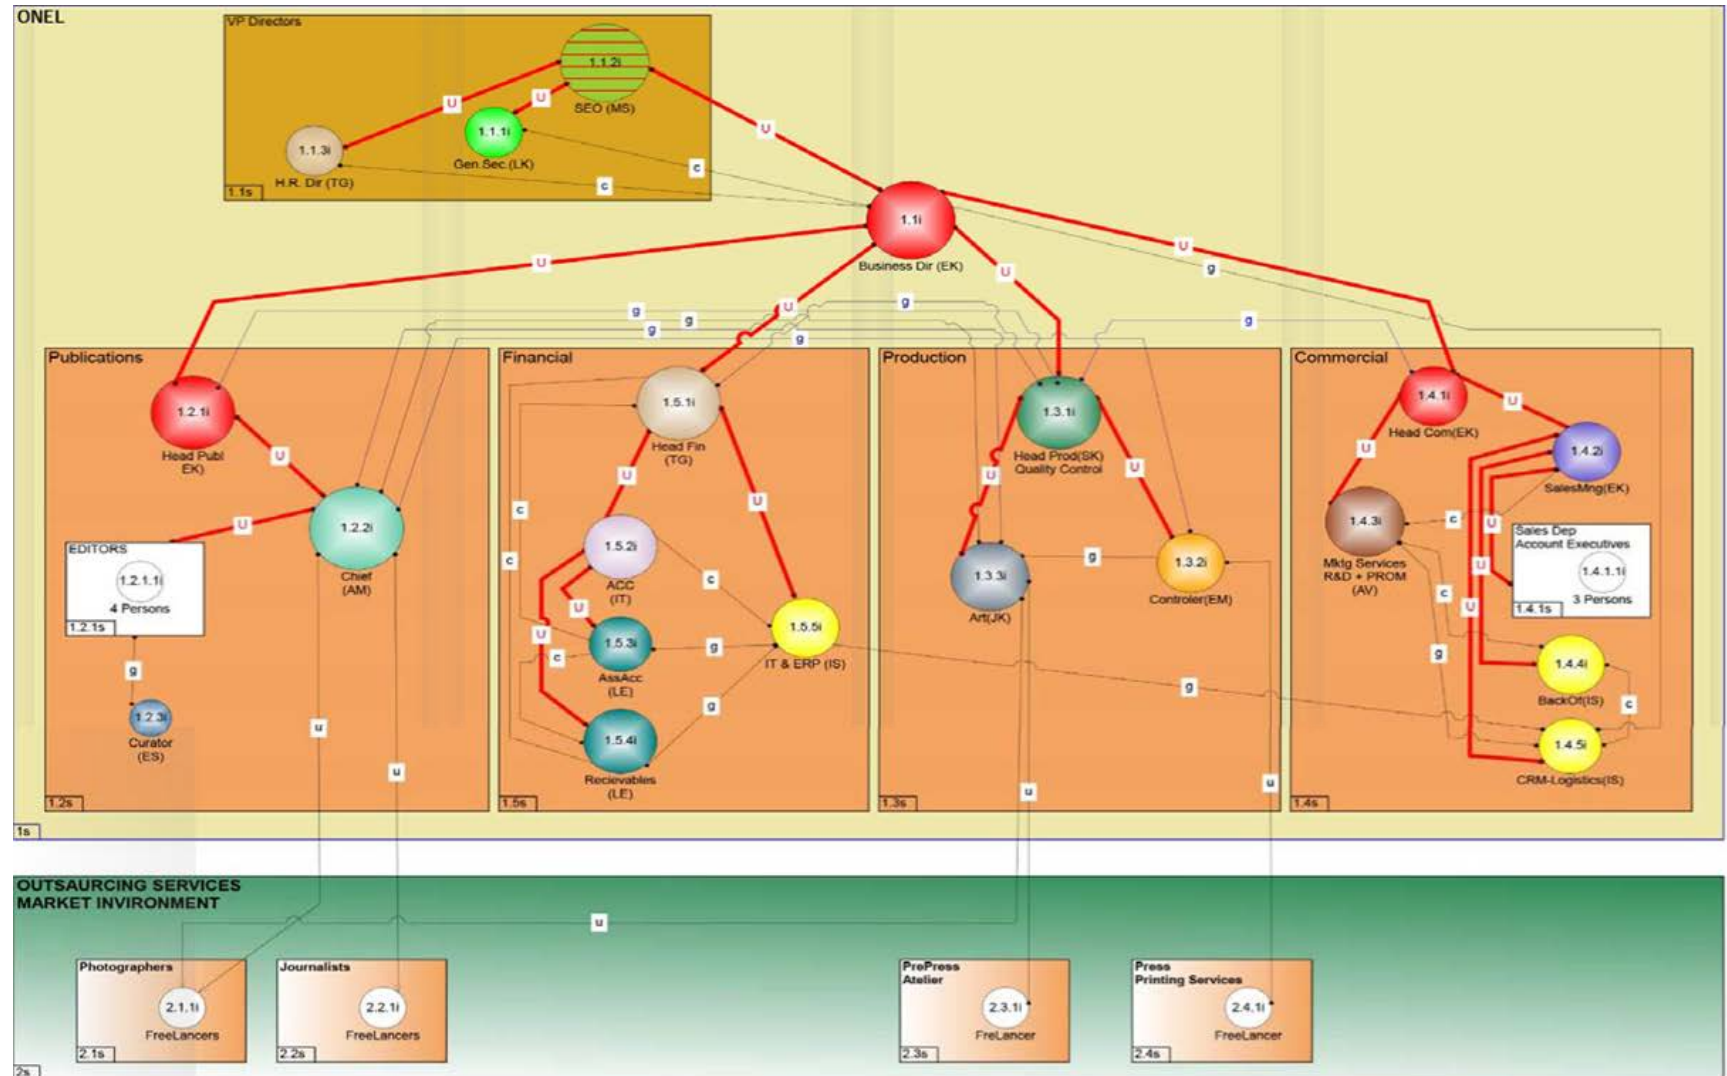 ONEL
VP Directors
1.1.2i
SEO (MS)
U
U
U
1.1.1i
Gen.Sec.(LK)
1.1.3i
H.R. Dir (TG)
c
c
1.1s
1.1i
Business Dir (EK)
U
U
U
U
g
g
g
g
g
g
g
Publications
1.2.1i
Head Publ
EK)
U
U
1.2.2i
Chief
(AM)
EDITORS
1.2.1.1i
4 Persons
1.2.1s
g
1.2.3i
Curator
(ES)
u
u
1.2s
Financial
1.5.1i
Head Fin
(TG)
U
U
c
c
1.5.2i
ACC
(IT)
c
U
U
1.5.3i
AssAcc
(LE)
c
g
1.5.5i
IT & ERP (IS)
g
1.5.4i
Recievables
(LE)
1.5s
Production
1.3.1i
Head Prod(SK)
Quality Control
U
U
1.3.3i
Art(JK)
g
1.3.2i
Controler(EM)
g
u
u
1.3s
Commercial
1.4.1i
Head Com(EK)
U
U
1.4.2i
SalesMng(EK)
1.4.3i
Mktg Services
R&D + PROM
(AV)
c
U
U
U
Sales Dep
Account Executives
1.4.1.1i
3 Persons
1.4.1s
c
g
1.4.4i
BackOf(IS)
c
1.4.5i
CRM-Logistics(IS)
1.4s
1s
OUTSAURCING SERVICES
MARKET INVIRONMENT
u
Photographers
2.1.1i
FreeLancers
2.1s
Journalists
2.2.1i
FreeLancers
2.2s
PrePress
Atelier
2.3.1i
FreLancer
2.3s
Press
Printing Services
2.4.1i
FreeLancer
2.4s
2s